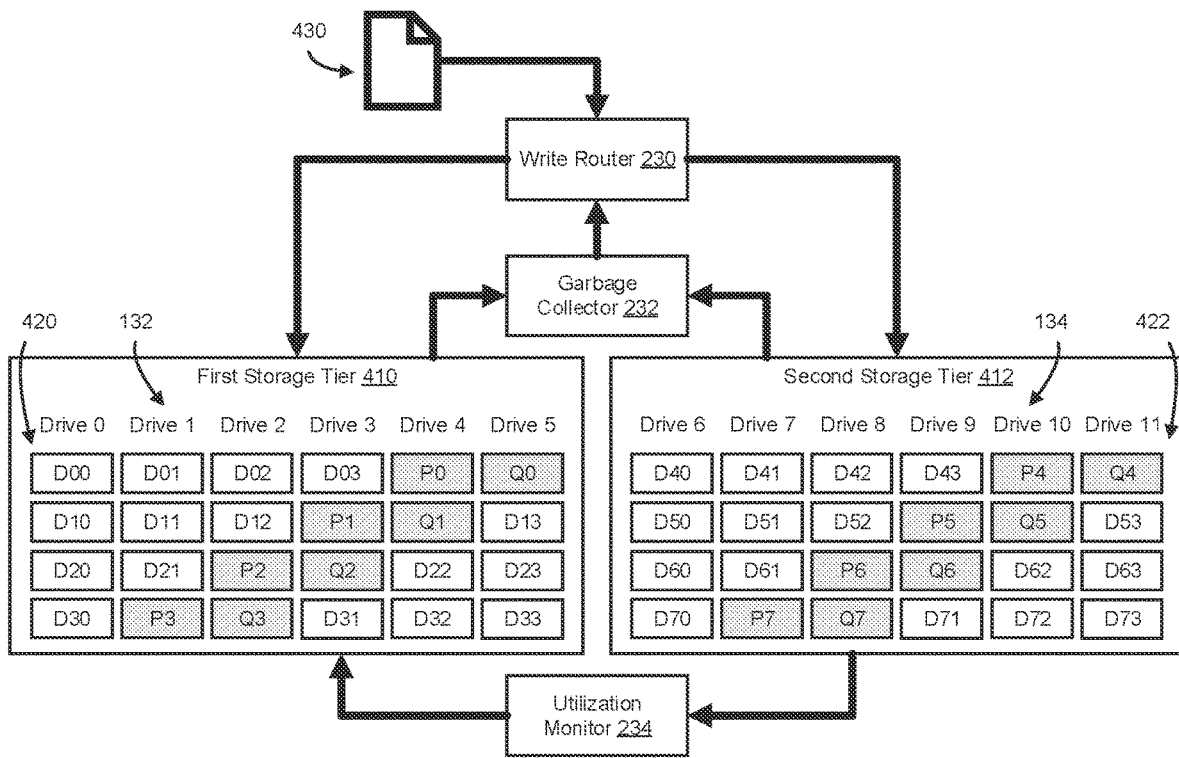 430
Write Router 230
Garbage
Collector 232
420
132
134
422
First Storage Tier 410
Drive 0 Drive 1 Drive 2 Drive 3 Drive 4 Drive 5
D00 D01 D02 D03 P0 Q0
D10 D11 D12 P1 Q1 D13
D20 D21 P2 Q2 D22 D23
D30 P3 Q3 D31 D32 D33
Second Storage Tier 412
Drive 6 Drive 7 Drive 8 Drive 9 Drive 10 Drive 11
D40 D41 D42 D43 P4 Q4
D50 D51 D52 P5 Q5 D53
D60 D61 P6 Q6 D62 D63
D70 P7 Q7 D71 D72 D73
Utilization
Monitor 234